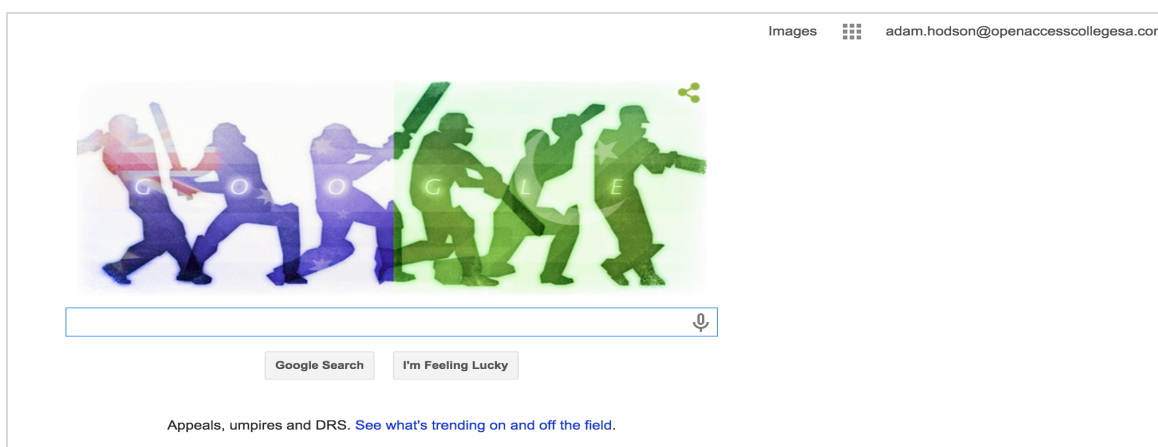 Images adam.hodson@openaccesscollegesa.cor
GOOGLE
Google Search I'm Feeling Lucky
Appeals, umpires and DRS. See what's trending on and off the field.